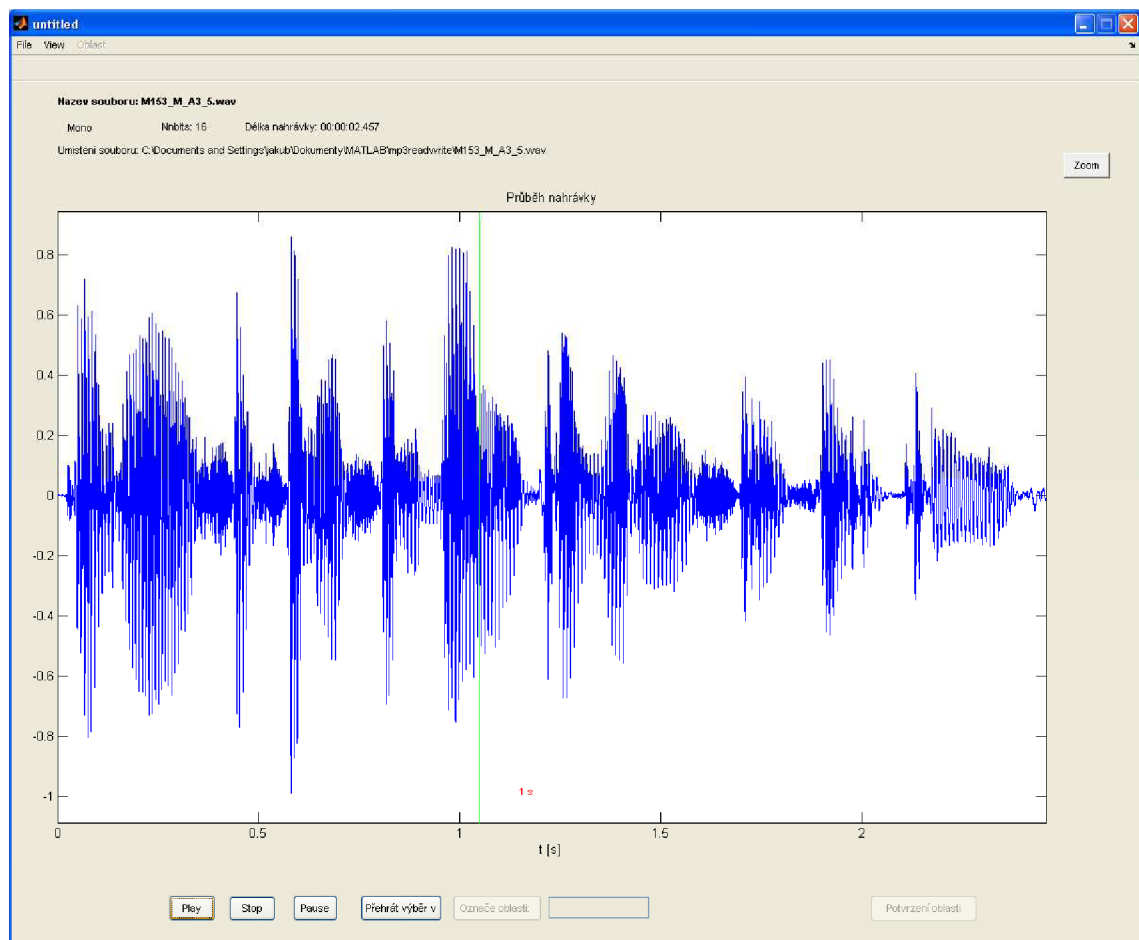 untitled
File View Oblast
Nazev souboru: M153_M_A3_5.wav
Mono Nnbits: 16 Délka nahrávky: 00:00:02.457
Umisteni souboru: C:\Documents and Settings\jakub\Dokumenty\MATLAB\mp3readwrite\M153_M_A3_5.wav
Zoom
Průběh nahrávky
0.8
0.6
0.4
0.2
0
-0.2
-0.4
-0.6
-0.8
-1
1 s
0 0.5 1 1.5 2
t [s]
Play Stop Pause Přehrát výběr v Označe oblasti: Potvrzení oblasti